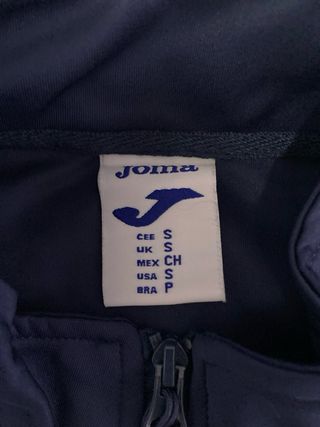 Joma
CEE S
UK S
MEX CH
USA S
BRA P